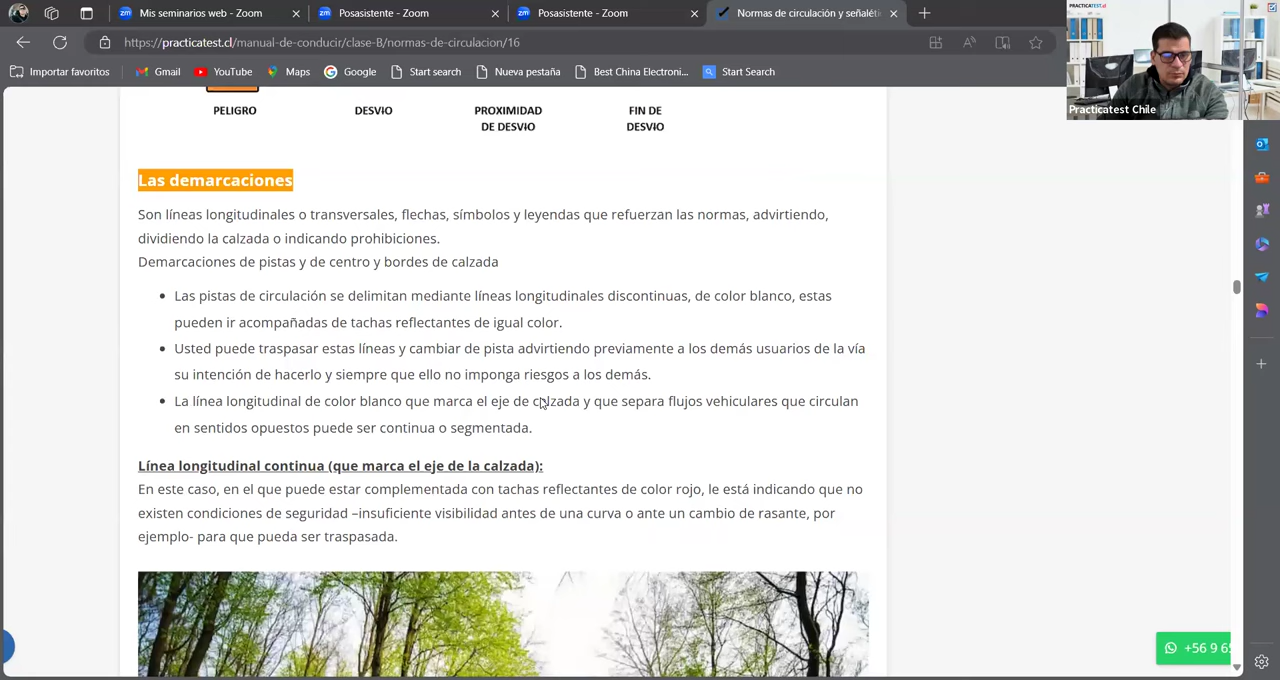 Mis seminarios web - Zoom
Posasistente - Zoom
Posasistente - Zoom
Normas de circulación y señaléti
https://practicatest.cl/manual-de-conducir/clase-B/normas-de-circulacion/16
Importar favoritos
Gmail
YouTube
Maps
Google
Start search
Nueva pestaña
Best China Electroni...
Start Search
PRACTICATEST.cl
Practicatest Chile
PELIGRO
DESVIO
PROXIMIDAD
DE DESVIO
FIN DE
DESVIO
Las demarcaciones
Son líneas longitudinales o transversales, flechas, símbolos y leyendas que refuerzan las normas, advirtiendo,
dividiendo la calzada o indicando prohibiciones.
Demarcaciones de pistas y de centro y bordes de calzada
Las pistas de circulación se delimitan mediante líneas longitudinales discontinuas, de color blanco, estas
pueden ir acompañadas de tachas reflectantes de igual color.
Usted puede traspasar estas líneas y cambiar de pista advirtiendo previamente a los demás usuarios de la vía
su intención de hacerlo y siempre que ello no imponga riesgos a los demás.
La línea longitudinal de color blanco que marca el eje de calzada y que separa flujos vehiculares que circulan
en sentidos opuestos puede ser continua o segmentada.
Línea longitudinal continua (que marca el eje de la calzada):
En este caso, en el que puede estar complementada con tachas reflectantes de color rojo, le está indicando que no
existen condiciones de seguridad –insuficiente visibilidad antes de una curva o ante un cambio de rasante, por
ejemplo- para que pueda ser traspasada.
+56 9 65